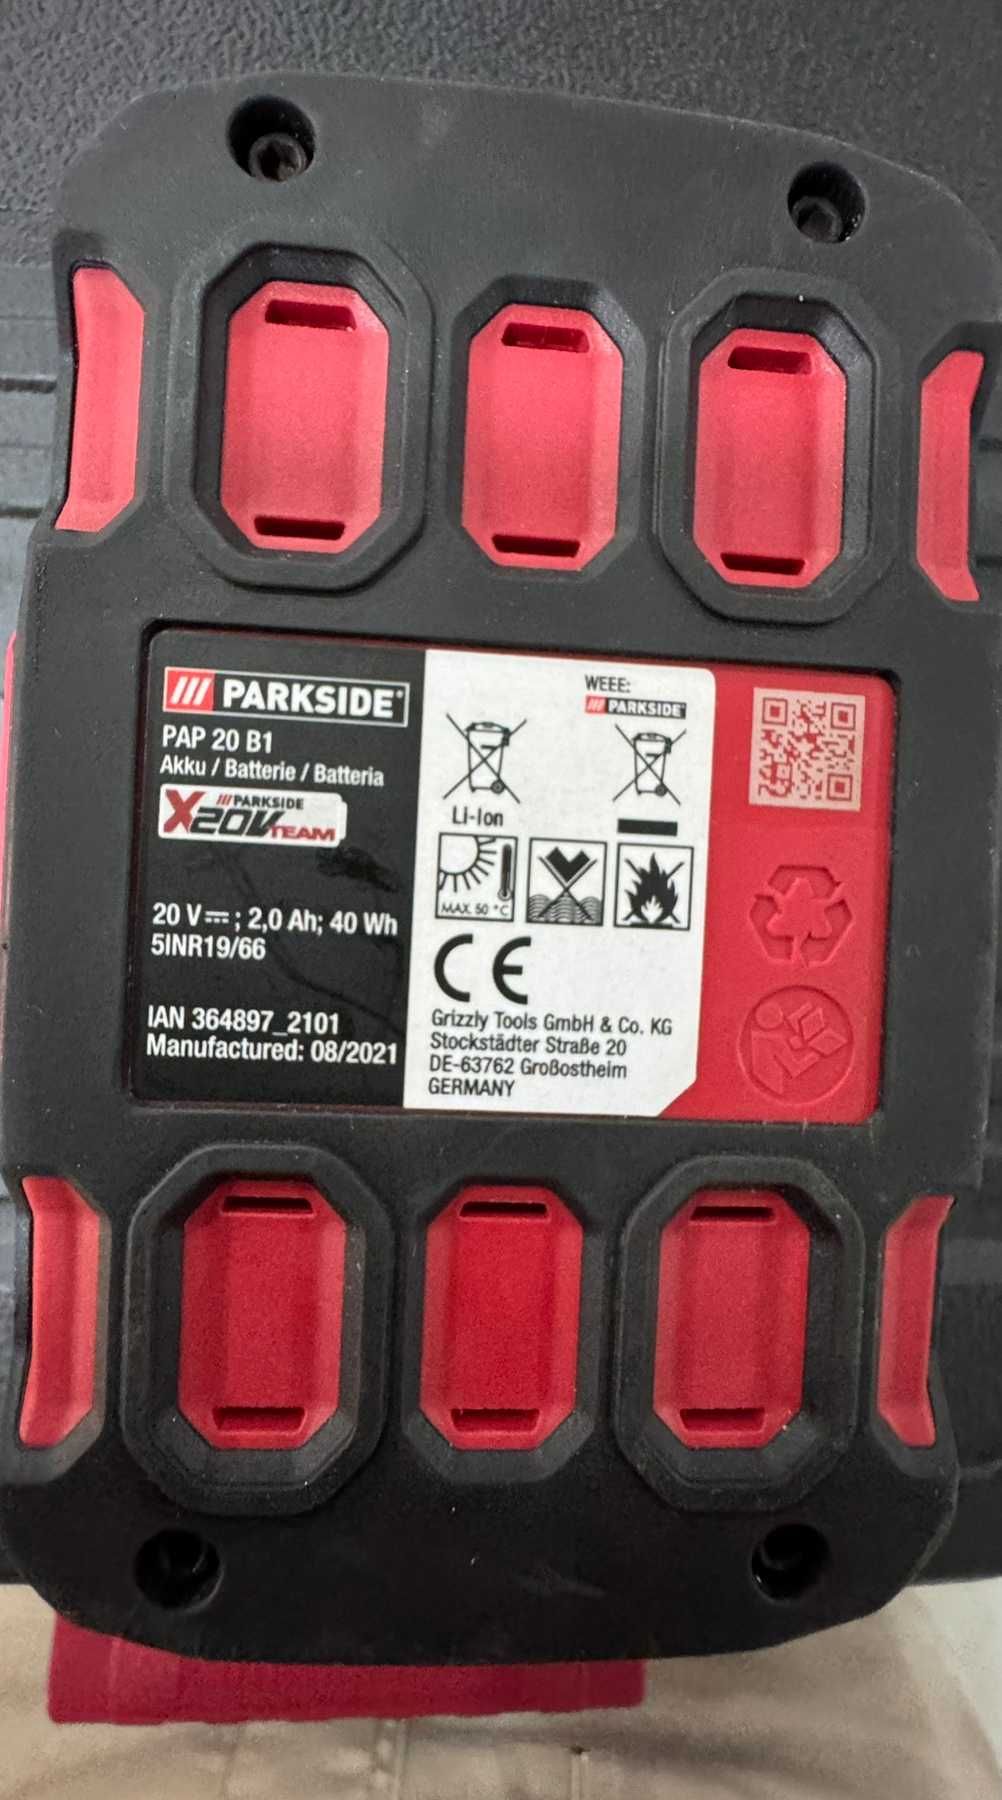 /// PARKSIDE®
PAP 20 B1
Akku / Batterie / Batteria
X20V TEAM
/// PARKSIDE
20 V⎓; 2,0 Ah; 40 Wh
5INR19/66
IAN 364897_2101
Manufactured: 08/2021
WEEE:
/// PARKSIDE®
Li-Ion
MAX. 50 °C
CE
Grizzly Tools GmbH & Co. KG
Stockstädter Straße 20
DE-63762 Großostheim
GERMANY